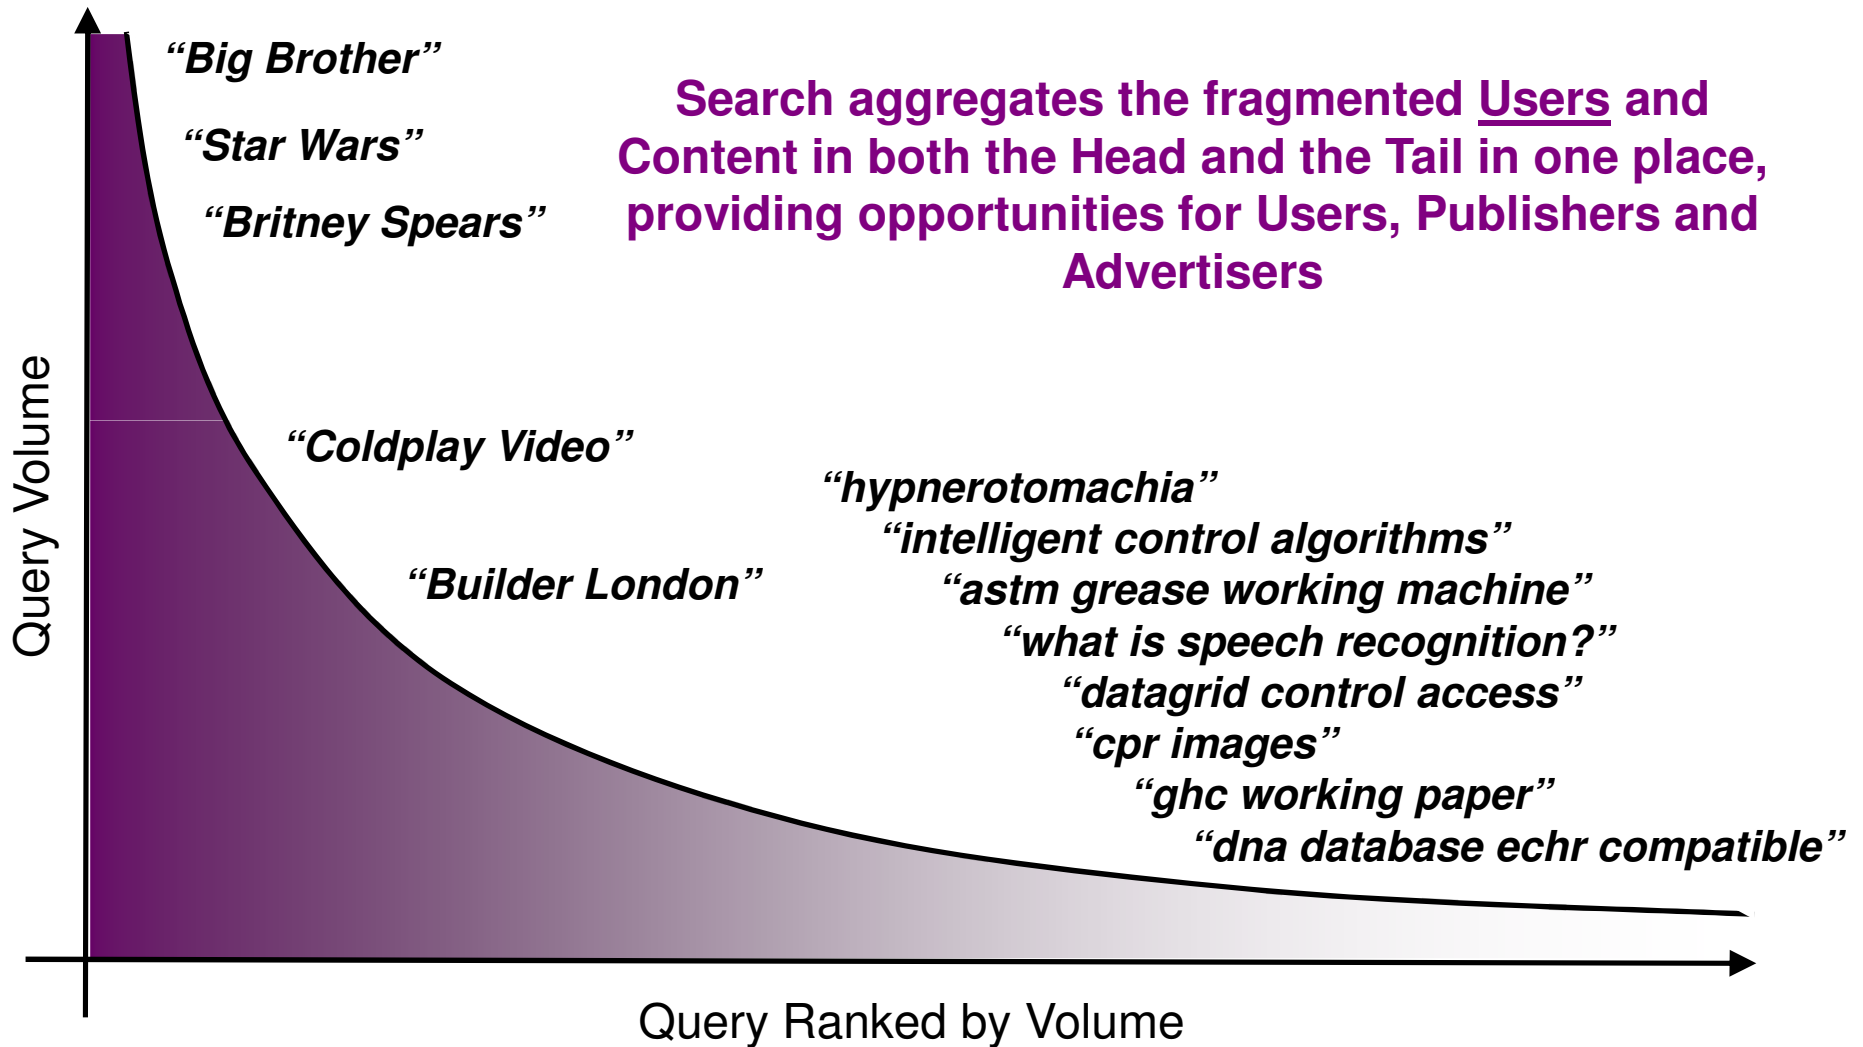 “Big Brother”
Search aggregates the fragmented Users and
“Star Wars”
Content in both the Head and the Tail in one place,
“Britney Spears”
providing opportunities for Users, Publishers and
Advertisers
Query Volume
“Coldplay Video”
“hypnerotomachia”
“intelligent control algorithms”
“Builder London”
“astm grease working machine”
“what is speech recognition?”
“datagrid control access”
“cpr images”
“ghc working paper”
“dna database echr compatible”
Query Ranked by Volume